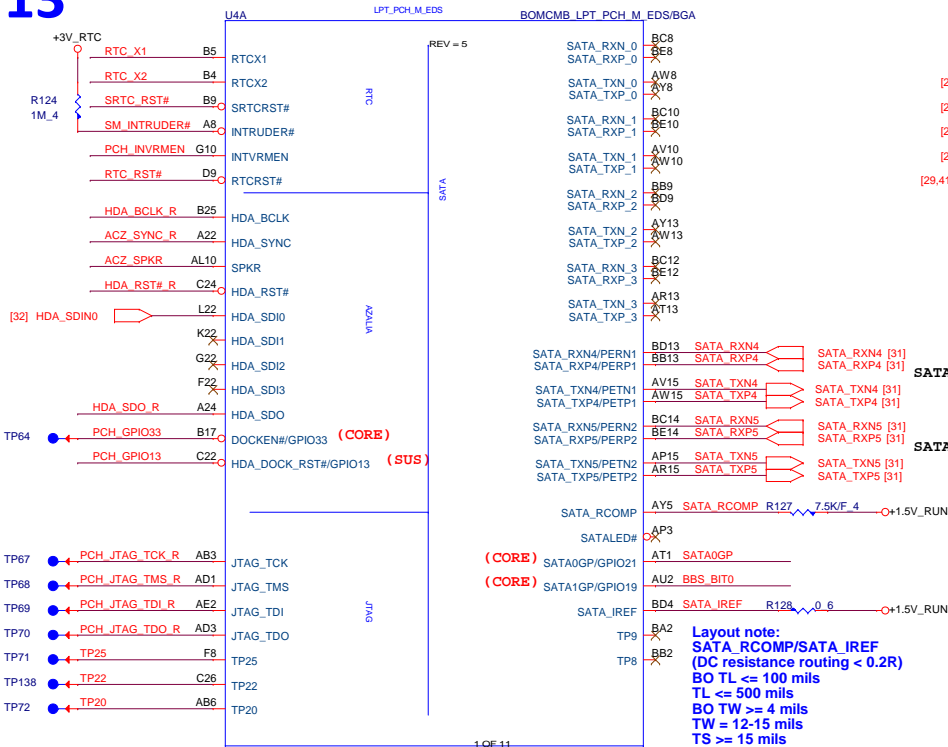 13
U4A
LPT_PCH_M_EDS
BOMCMB_LPT_PCH_M_EDS/BGA
+3V_RTC
REV = 5
R124
1M_4
RTC_X1 B5 RTCX1
RTC_X2 B4 RTCX2
SRTC_RST# B9 SRTCRST#
SM_INTRUDER# A8 INTRUDER#
PCH_INVRMEN G10 INTVRMEN
RTC_RST# D9 RTCRST#
RTC
SATA
HDA_BCLK_R B25 HDA_BCLK
ACZ_SYNC_R A22 HDA_SYNC
ACZ_SPKR AL10 SPKR
HDA_RST#_R C24 HDA_RST#
[32] HDA_SDIN0 L22 HDA_SDI0
K22 HDA_SDI1
G22 HDA_SDI2
F22 HDA_SDI3
HDA_SDO_R A24 HDA_SDO
TP64 PCH_GPIO33 B17 DOCKEN#/GPIO33 (CORE)
PCH_GPIO13 C22 HDA_DOCK_RST#/GPIO13 (SUS)
AZALIA
TP67 PCH_JTAG_TCK_R AB3 JTAG_TCK
TP68 PCH_JTAG_TMS_R AD1 JTAG_TMS
TP69 PCH_JTAG_TDI_R AE2 JTAG_TDI
TP70 PCH_JTAG_TDO_R AD3 JTAG_TDO
TP71 TP25 F8 TP25
TP138 TP22 C26 TP22
TP72 TP20 AB6 TP20
JTAG
SATA_RXN_0 BC8
SATA_RXP_0 BE8
SATA_TXN_0 AW8
SATA_TXP_0 AY8
SATA_RXN_1 BC10
SATA_RXP_1 BE10
SATA_TXN_1 AV10
SATA_TXP_1 AW10
SATA_RXN_2 BB9
SATA_RXP_2 BD9
SATA_TXN_2 AY13
SATA_TXP_2 AW13
SATA_RXN_3 BC12
SATA_RXP_3 BE12
SATA_TXN_3 AR13
SATA_TXP_3 AT13
SATA_RXN4/PERN1 BD13 SATA_RXN4 SATA_RXN4 [31]
SATA_RXP4/PERP1 BB13 SATA_RXP4 SATA_RXP4 [31]
SATA
SATA_TXN4/PETN1 AV15 SATA_TXN4 SATA_TXN4 [31]
SATA_TXP4/PETP1 AW15 SATA_TXP4 SATA_TXP4 [31]
SATA_RXN5/PERN2 BC14 SATA_RXN5 SATA_RXN5 [31]
SATA_RXP5/PERP2 BE14 SATA_RXP5 SATA_RXP5 [31]
SATA
SATA_TXN5/PETN2 AP15 SATA_TXN5 SATA_TXN5 [31]
SATA_TXP5/PETP2 AR15 SATA_TXP5 SATA_TXP5 [31]
SATA_RCOMP AY5 SATA_RCOMP R127 7.5K/F_4 +1.5V_RUN
SATALED# AP3
(CORE) SATA0GP/GPIO21 AT1 SATA0GP
(CORE) SATA1GP/GPIO19 AU2 BBS_BIT0
SATA_IREF BD4 SATA_IREF R128 0_6 +1.5V_RUN
TP9 BA2
TP8 BB2
[2
[2
[2
[2
[29,41
Layout note:
SATA_RCOMP/SATA_IREF
(DC resistance routing < 0.2R)
BO TL <= 100 mils
TL <= 500 mils
BO TW >= 4 mils
TW = 12-15 mils
TS >= 15 mils
1 OF 11